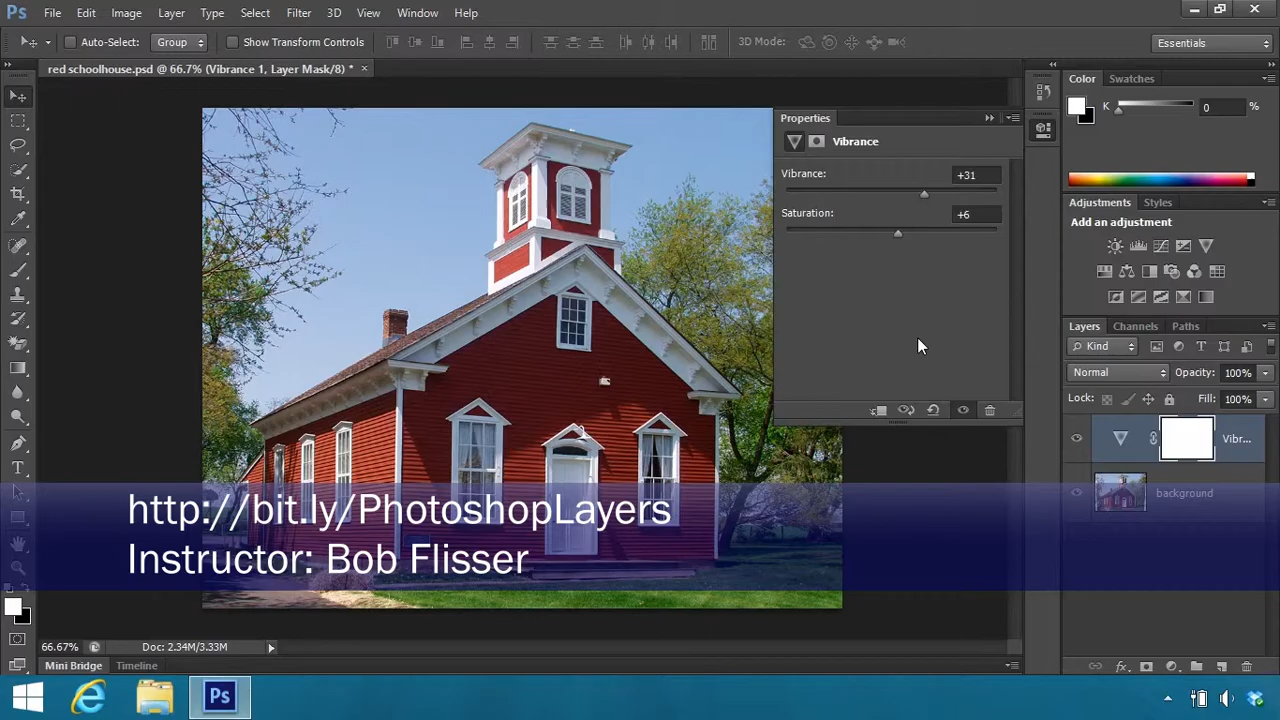 Ps File Edit Image Layer Type Select Filter 3D View Window Help
Auto-Select: Group Show Transform Controls 3D Mode: Essentials
red schoolhouse.psd @ 66.7% (Vibrance 1, Layer Mask/8) * ×
Color Swatches
K 0 %
Properties
Vibrance
Vibrance: +31
Saturation: +6
Adjustments Styles
Add an adjustment
Layers Channels Paths
Kind
Normal Opacity: 100%
Lock: Fill: 100%
Vibr...
background
http://bit.ly/PhotoshopLayers
Instructor: Bob Flisser
66.67% Doc: 2.34M/3.33M
Mini Bridge Timeline
Ps